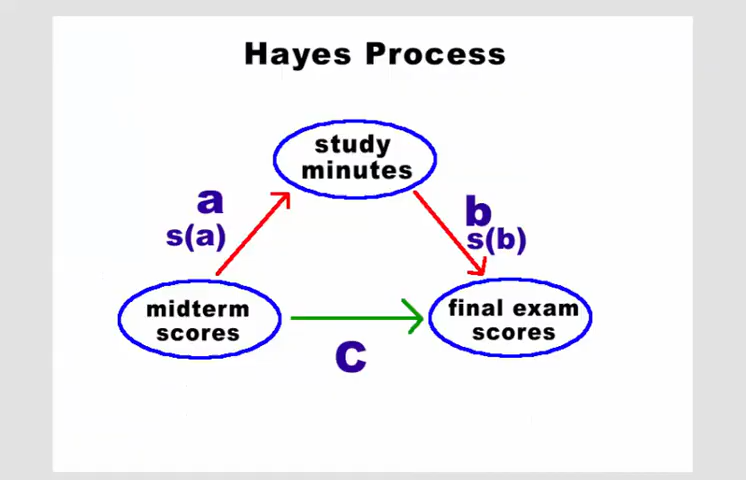 Hayes Process
study
minutes
a
s(a)
b
s(b)
midterm
scores
final exam
scores
C